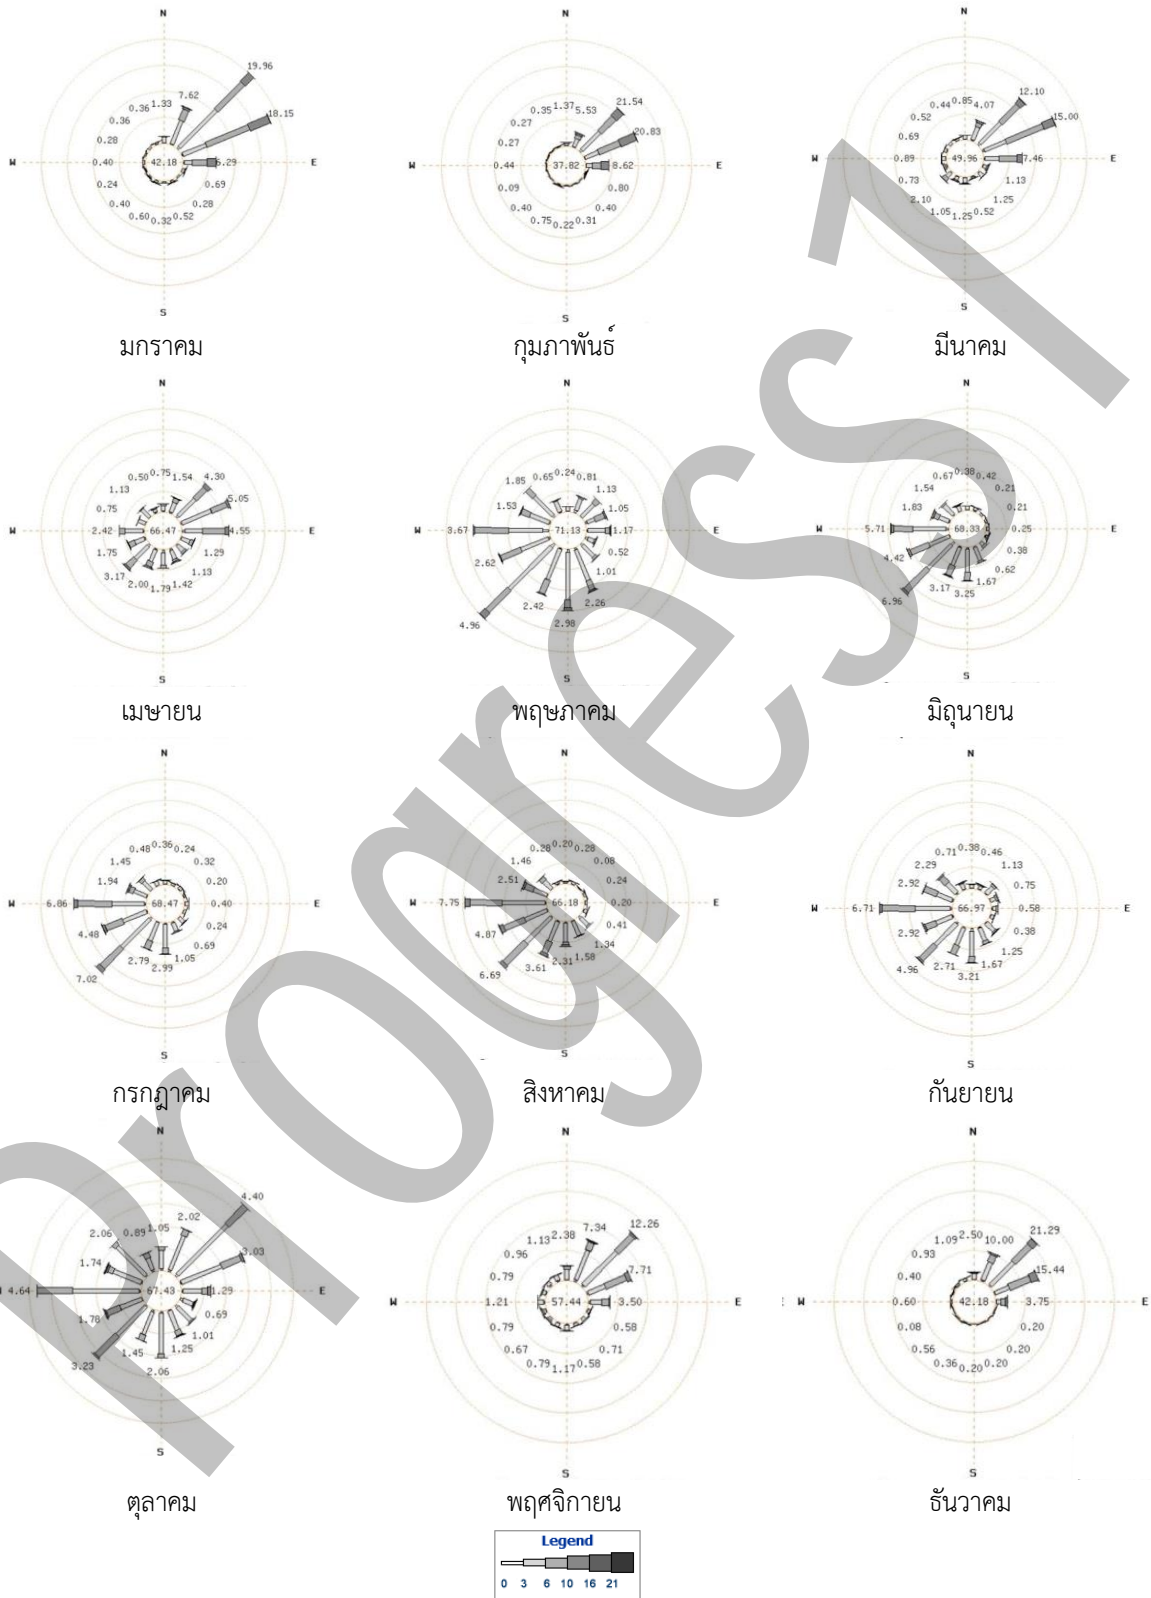 N
19.96
7.62
0.36 1.33
18.15
0.36
0.28
W 0.40 42.18 6.29 E
0.24 0.69
0.40 0.28
0.60 0.32 0.52
S
มกราคม
N
0.35 1.37 5.53 21.54
0.27 20.83
0.27
W 0.44 37.82 8.62 E
0.09 0.80
0.40 0.40
0.75 0.22 0.31
S
กุมภาพันธ์
N
0.44 0.85 4.07 12.10
0.52 15.00
0.69
W 0.89 49.96 7.46 E
0.73 1.13
2.10 1.25
1.05 1.25 0.52
S
มีนาคม
N
0.50 0.75 1.54 4.30
1.13 5.05
0.75
W 2.42 66.47 4.55 E
1.75 1.29
3.17 1.13
2.00 1.79 1.42
S
เมษายน
N
1.85 0.65 0.24 0.81
1.53 1.13
1.05
W 3.67 71.13 1.17 E
2.62 0.52
1.01
4.96 2.42 2.98 2.26
S
พฤษภาคม
N
0.67 0.38 0.42
1.54 0.21
1.83 0.21
W 5.71 68.33 0.25 E
4.42 0.38
0.62
6.96 3.17 3.25 1.67
S
มิถุนายน
N
0.48 0.36 0.24
1.45 0.32
1.94 0.20
W 6.86 68.47 0.40 E
4.48 0.24
0.69
7.02 2.79 2.99 1.05
S
กรกฎาคม
N
0.28 0.20 0.28
1.46 0.08
2.51 0.24
W 7.75 66.18 0.20 E
4.87 0.41
1.34
6.69 3.61 2.31 1.58
S
สิงหาคม
N
0.71 0.38 0.46
2.29 1.13
2.92 0.75
W 6.71 66.97 0.58 E
2.92 0.38
1.25
4.96 2.71 3.21 1.67
S
กันยายน
N
4.40
2.06 0.89 1.05 2.02
1.74 3.03
4.64 67.43 1.29 E
1.78 0.69
1.01
3.23 1.45 2.06 1.25
S
ตุลาคม
N
1.13 2.38 7.34 12.26
0.96
0.79 7.71
W 1.21 57.44 3.50 E
0.79 0.58
0.67 0.71
0.79 1.17 0.58
S
พฤศจิกายน
N
1.09 2.50 10.00 21.29
0.93
0.40 15.44
W 0.60 42.18 3.75 E
0.08 0.20
0.56 0.20
0.36 0.20 0.20
S
ธันวาคม
Legend
0 3 6 10 16 21
Progress1